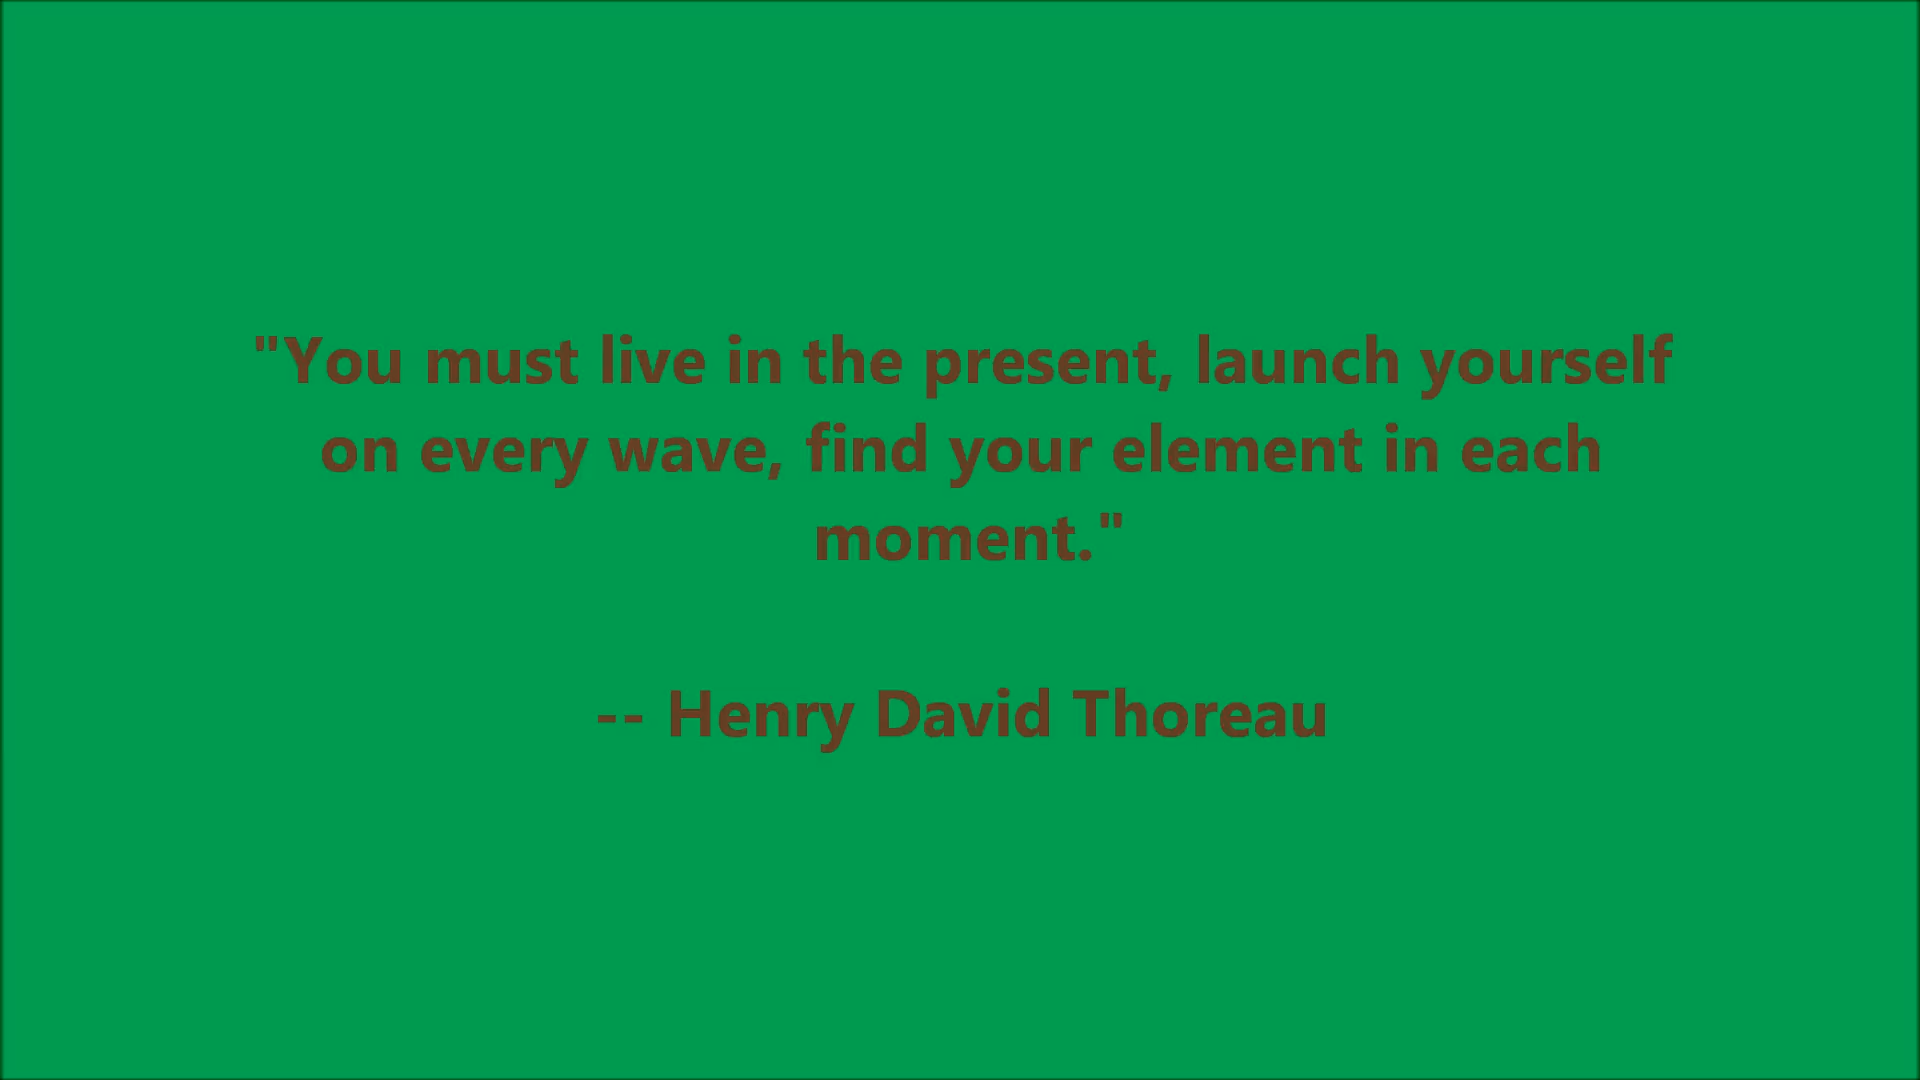 "You must live in the present, launch yourself
on every wave, find your element in each
moment."
-- Henry David Thoreau